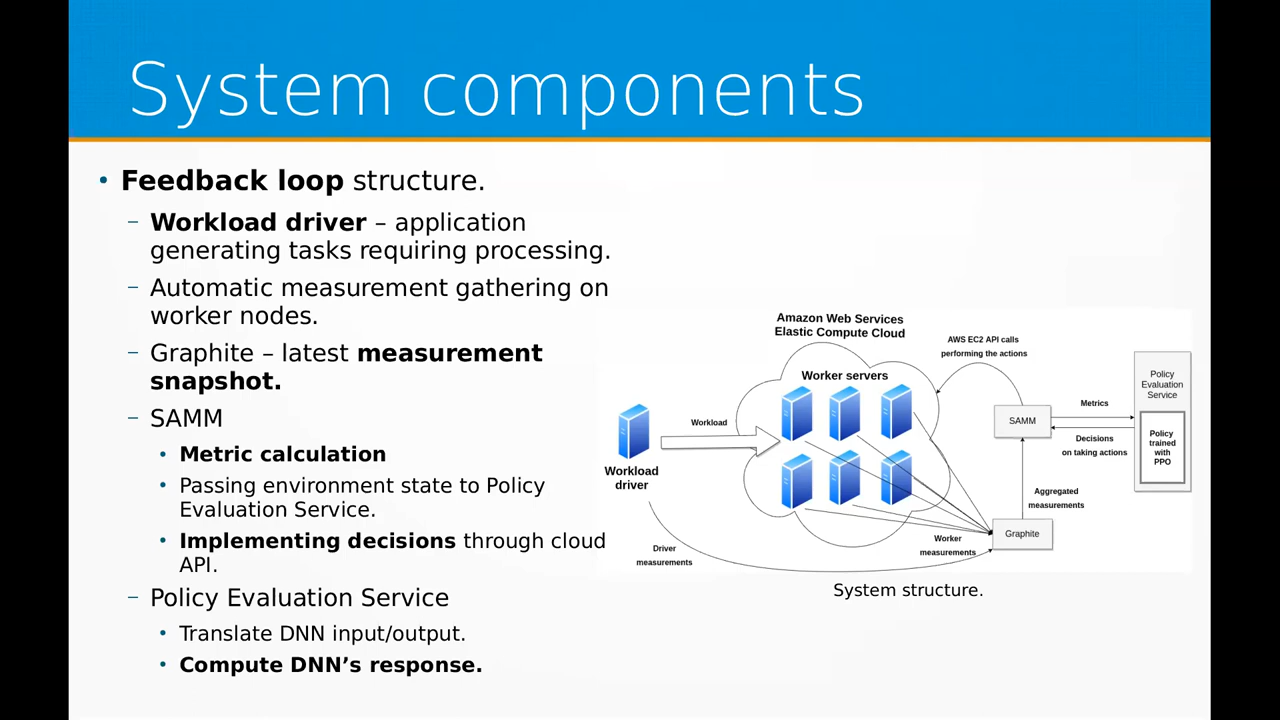 System components
• Feedback loop structure.
– Workload driver – application
generating tasks requiring processing.
– Automatic measurement gathering on
worker nodes.
– Graphite – latest measurement
snapshot.
– SAMM
• Metric calculation
• Passing environment state to Policy
Evaluation Service.
• Implementing decisions through cloud
API.
– Policy Evaluation Service
• Translate DNN input/output.
• Compute DNN’s response.
Amazon Web Services
Elastic Compute Cloud
Worker servers
Workload
Workload
driver
Driver
measurements
Worker
measurements
AWS EC2 API calls
performing the actions
SAMM
Metrics
Decisions
on taking actions
Aggregated
measurements
Graphite
Policy
Evaluation
Service
Policy
trained
with
PPO
System structure.